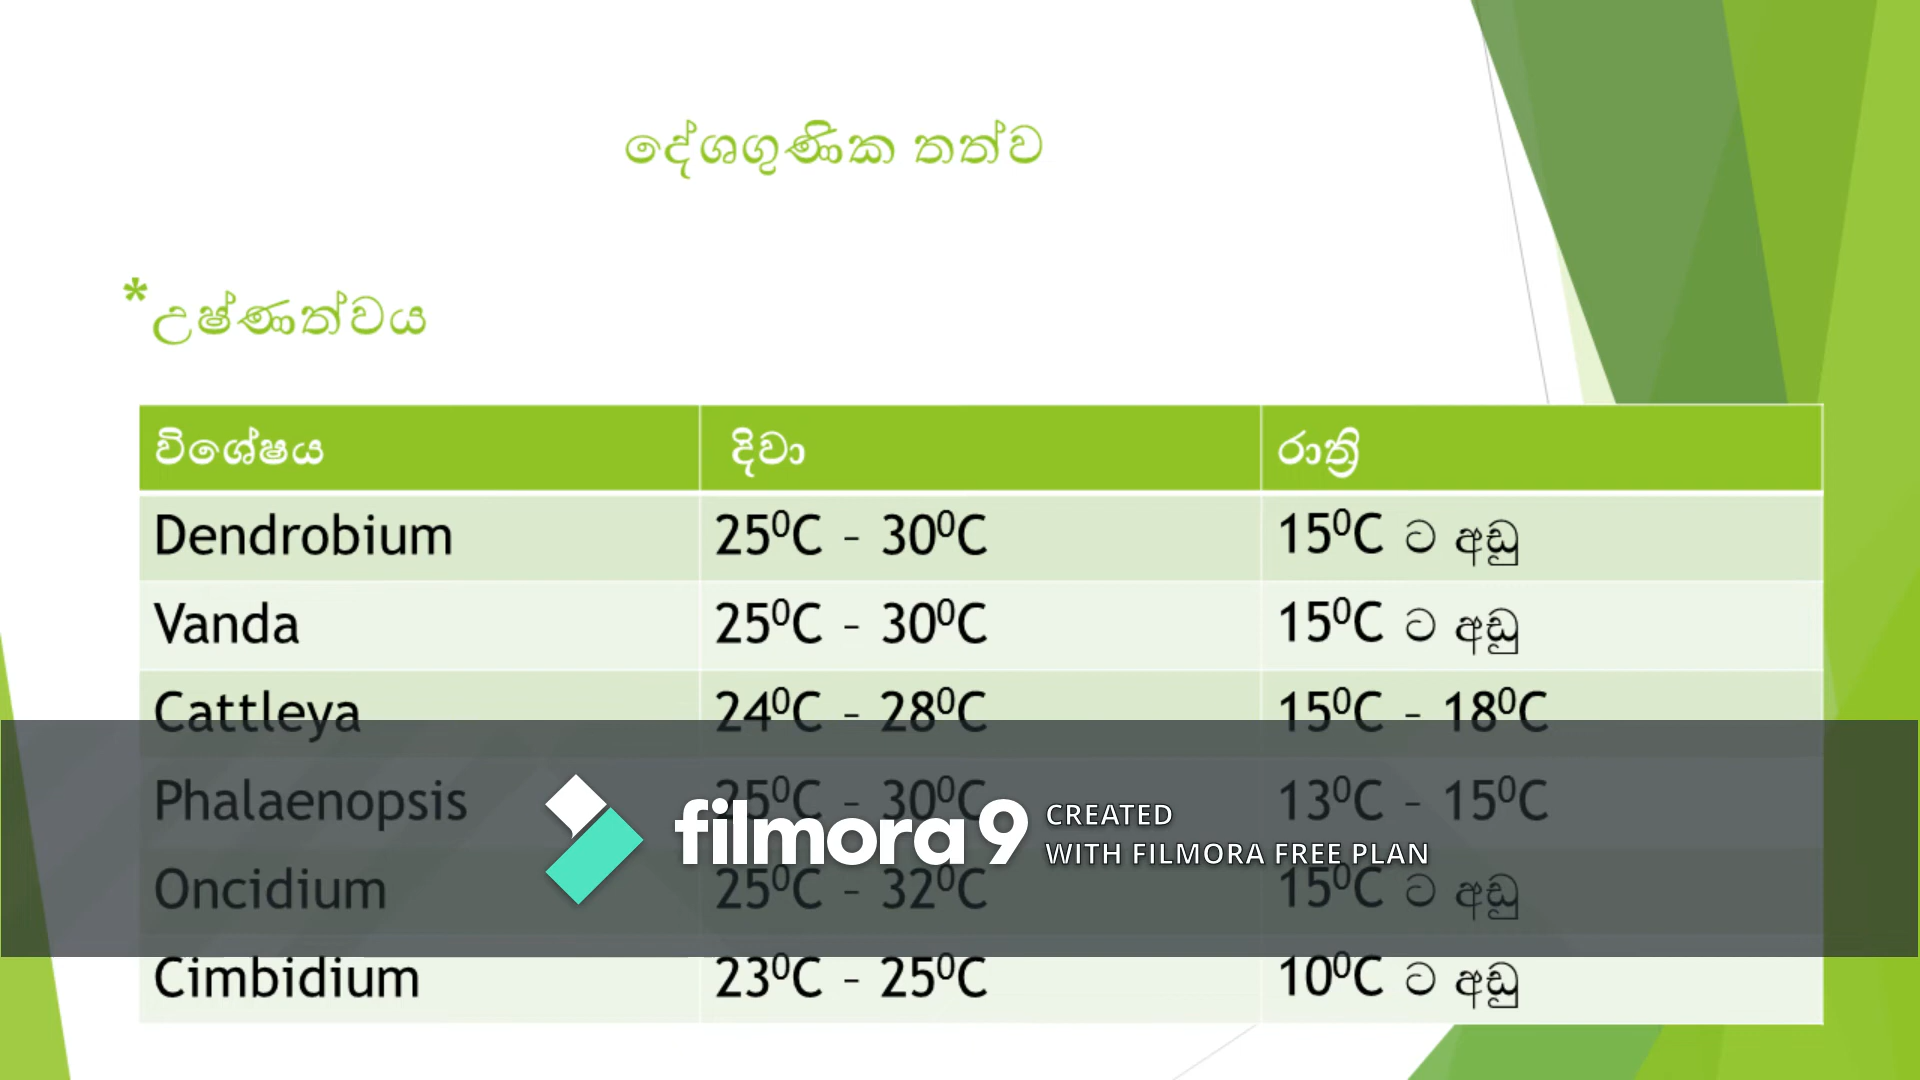 දේශගුණික තත්ව
*උෂ්ණත්වය
විශේෂය දිවා රාත්‍රි
Dendrobium 25⁰C – 30⁰C 15⁰C ට අඩු
Vanda 25⁰C – 30⁰C 15⁰C ට අඩු
Cattleya 24⁰C – 28⁰C 15⁰C – 18⁰C
Phalaenopsis 25⁰C – 30⁰C 13⁰C – 15⁰C
filmora9 CREATED
WITH FILMORA FREE PLAN
Oncidium 25⁰C – 32⁰C 15⁰C ට අඩු
Cimbidium 23⁰C – 25⁰C 10⁰C ට අඩු